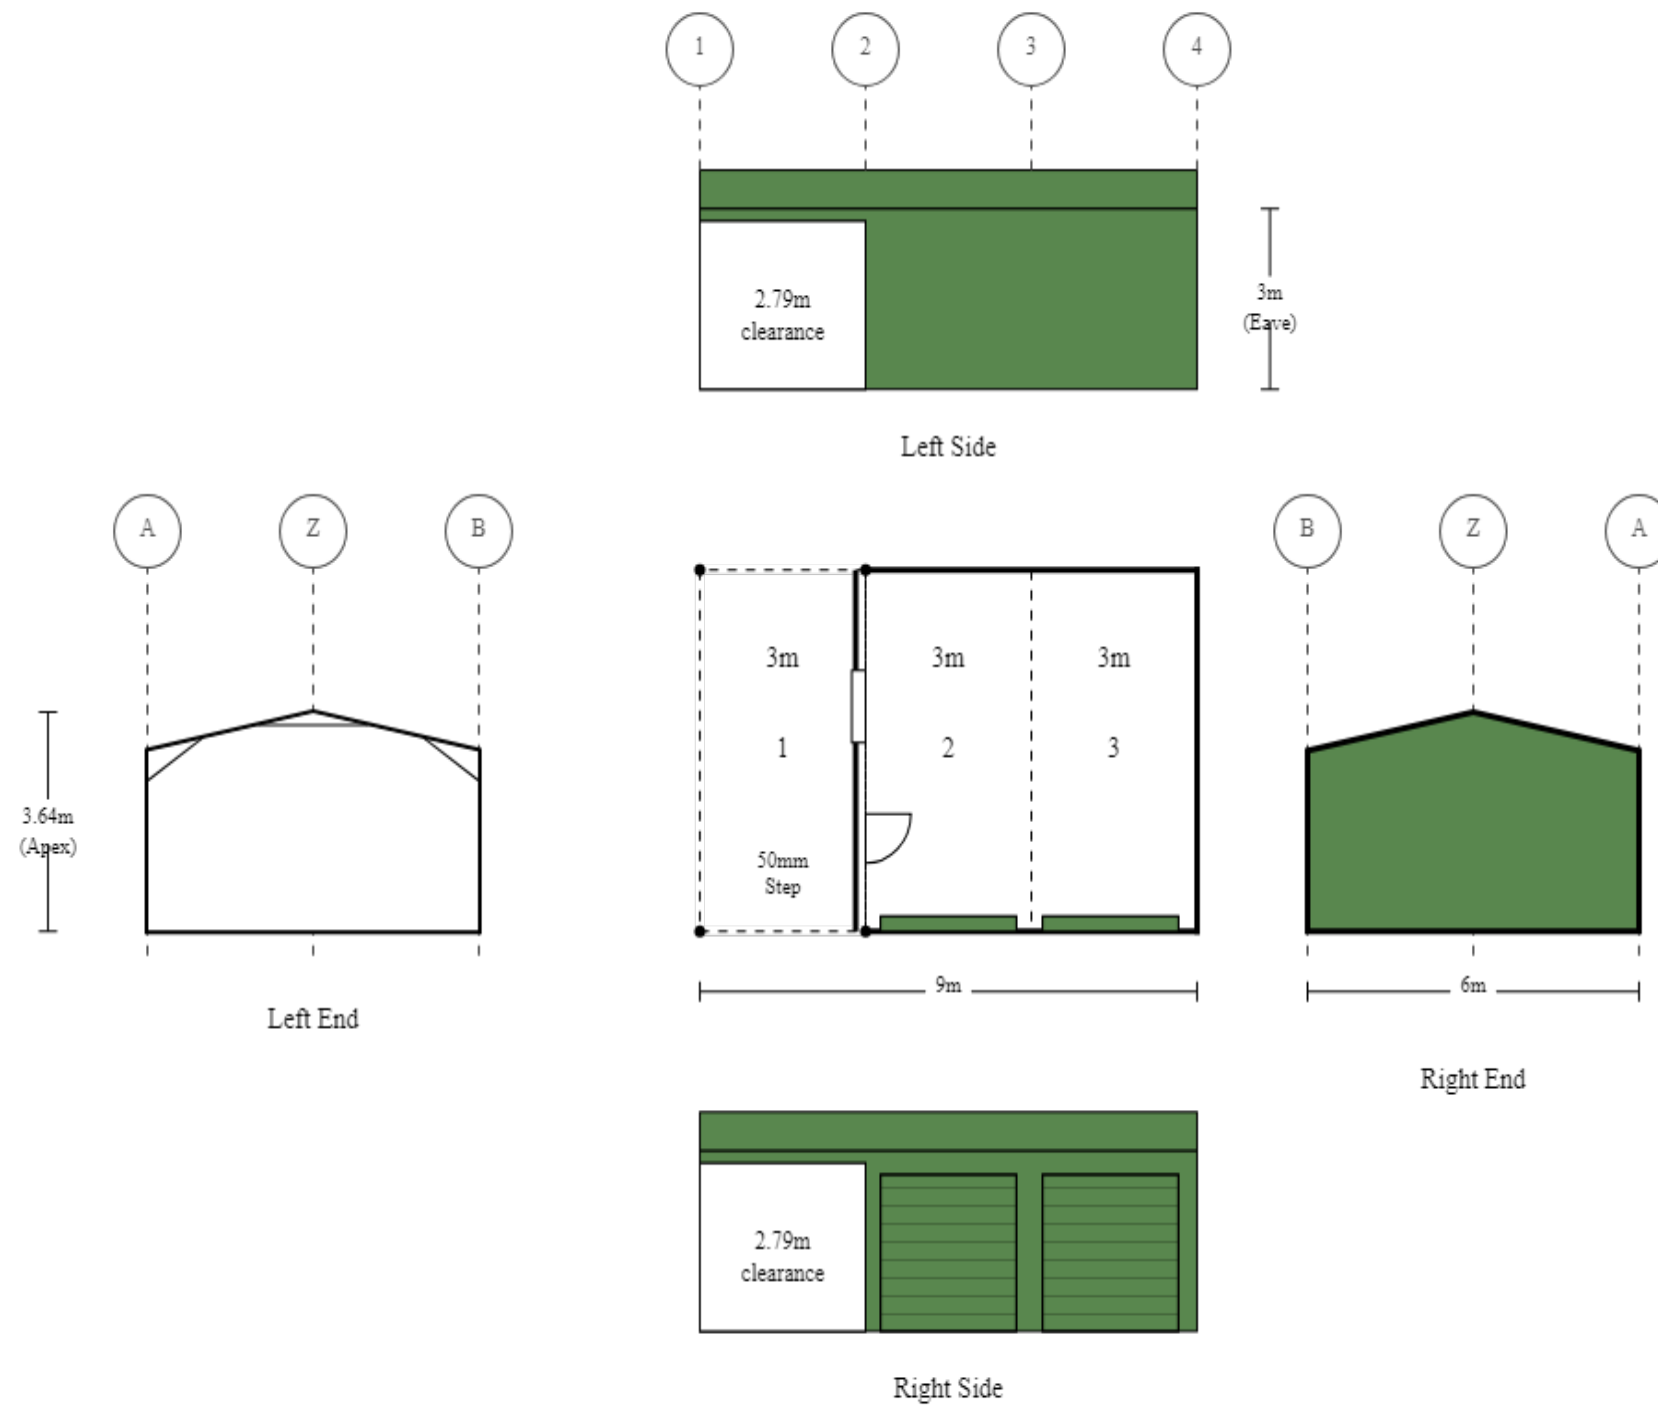 1 2 3 4
2.79m
clearance
3m
(Eave)
Left Side
A Z B
B Z A
3m 3m 3m
1 2 3
3.64m
(Apex)
50mm
Step
9m
6m
Left End
Right End
2.79m
clearance
Right Side